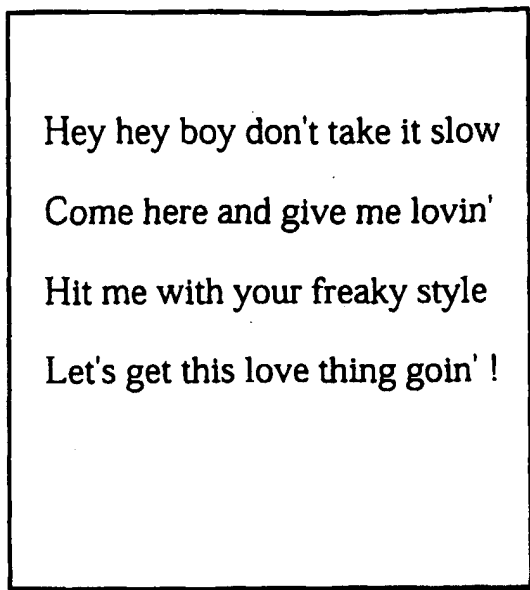 Hey hey boy don't take it slow
Come here and give me lovin'
Hit me with your freaky style
Let's get this love thing goin' !